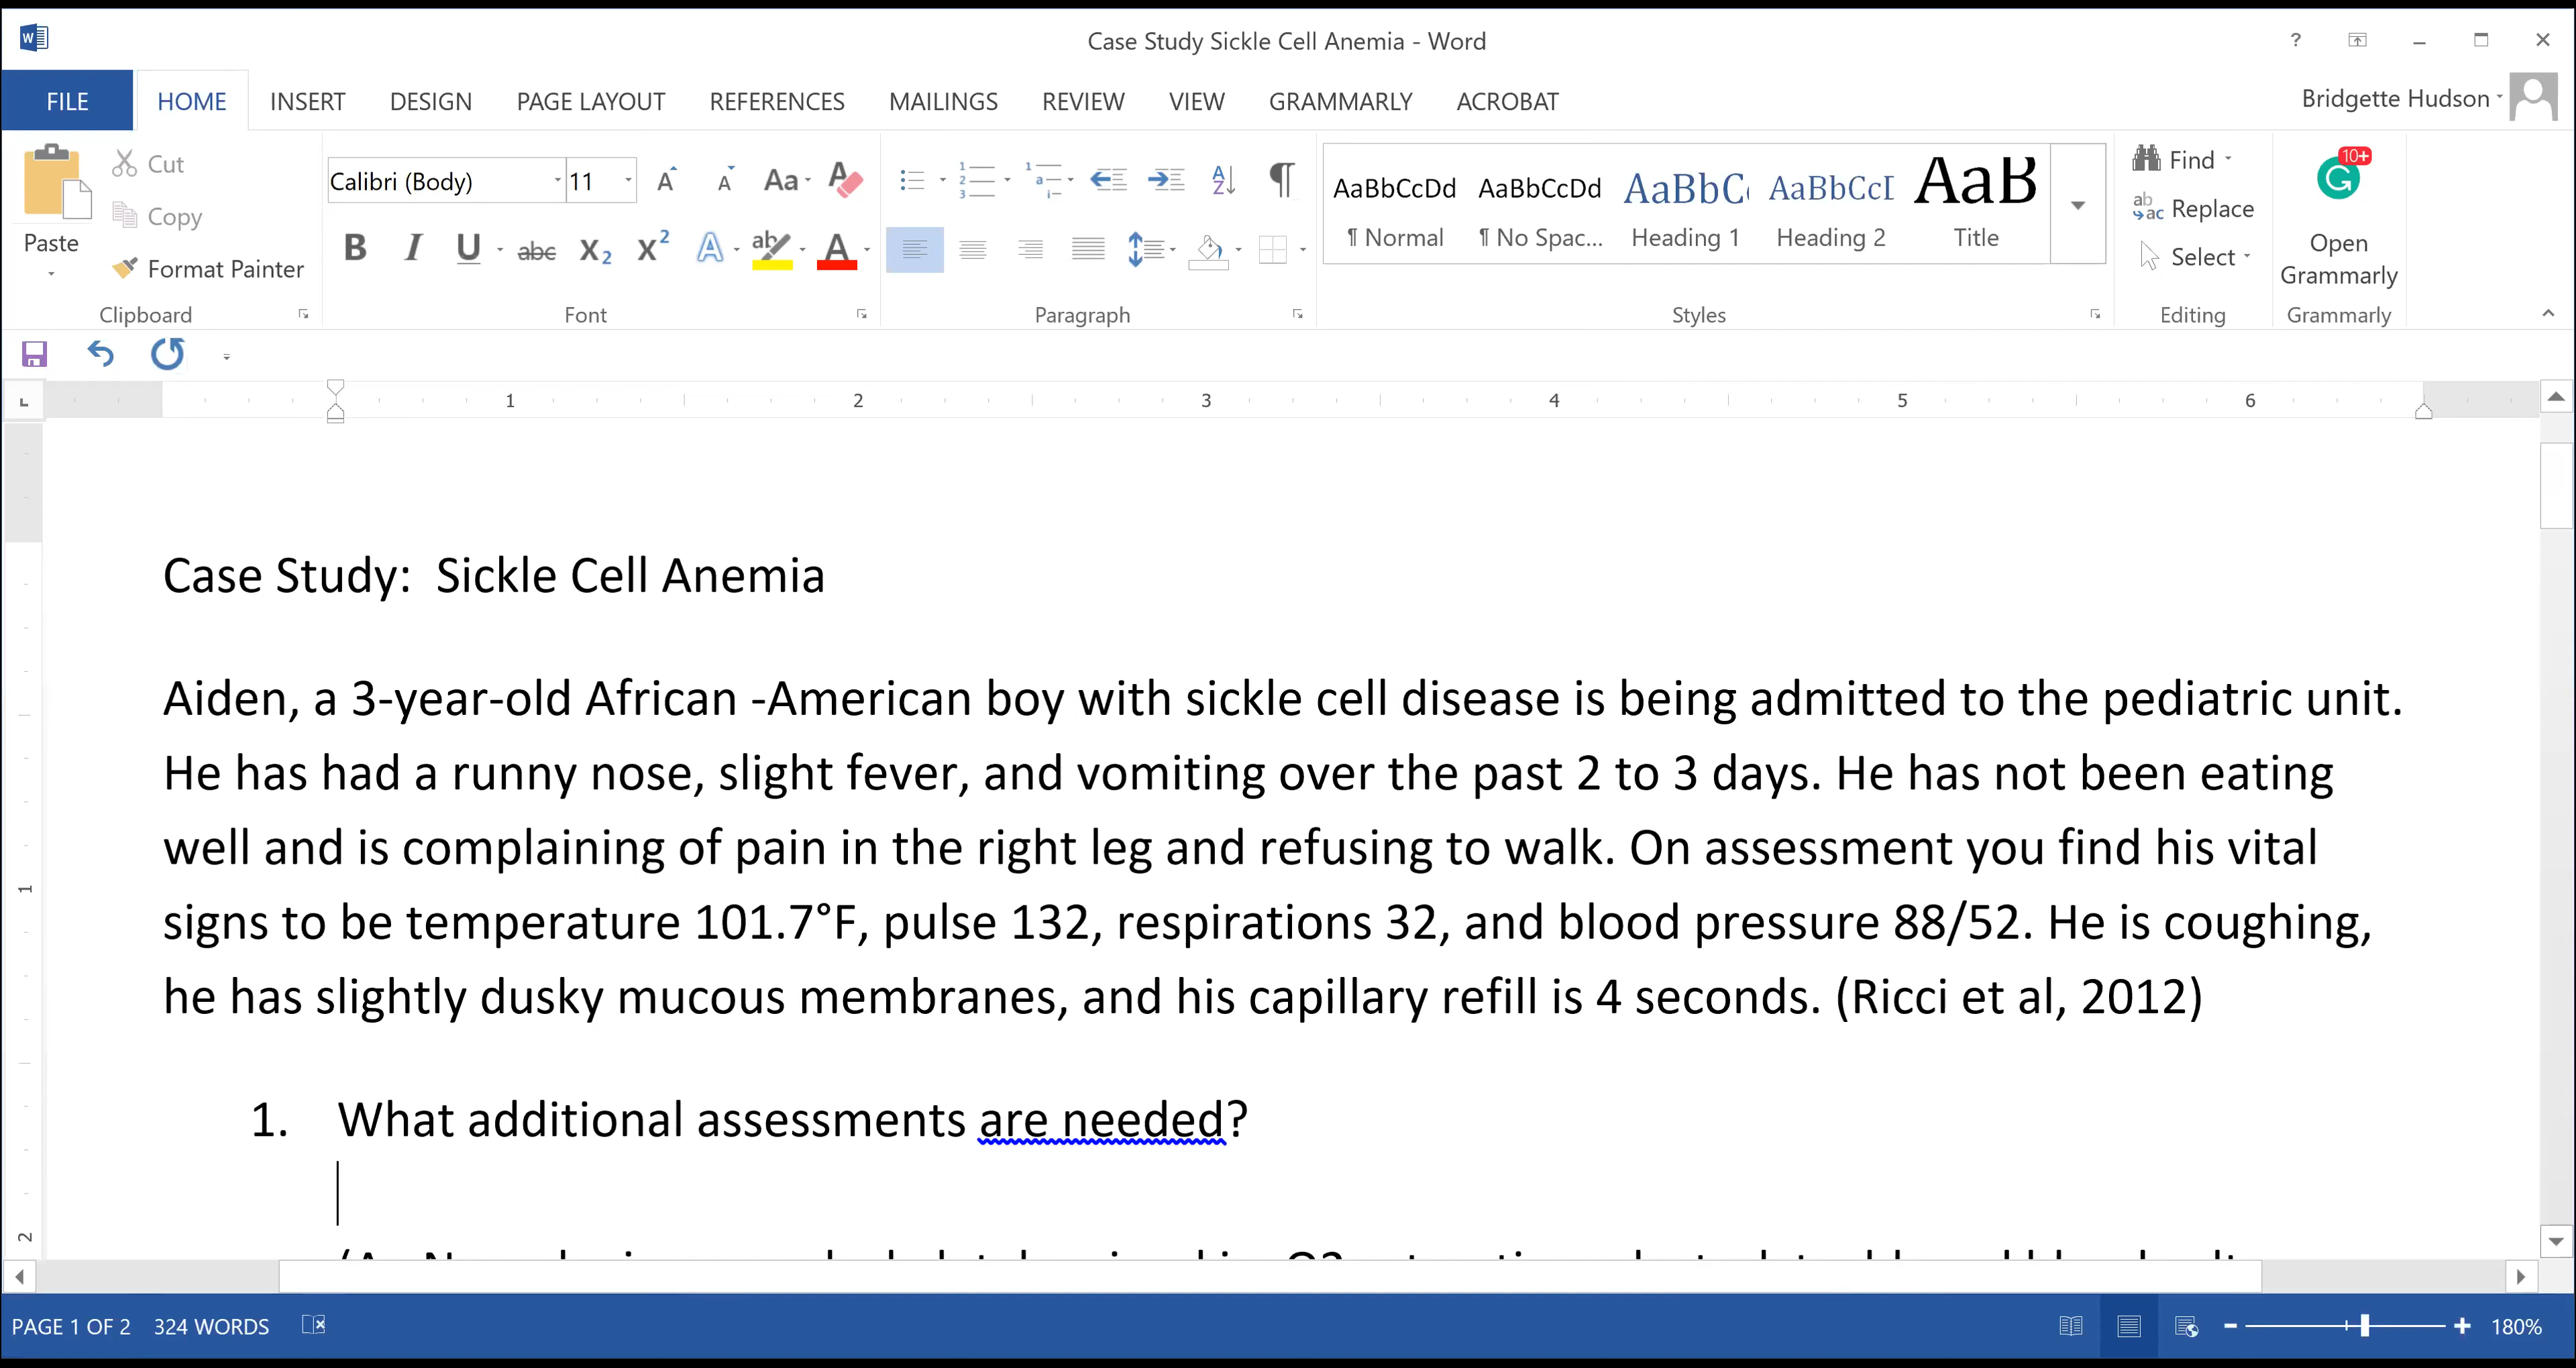 Case Study Sickle Cell Anemia - Word
?
FILE HOME INSERT DESIGN PAGE LAYOUT REFERENCES MAILINGS REVIEW VIEW GRAMMARLY ACROBAT
Bridgette Hudson
Paste
Cut
Copy
Format Painter
Clipboard
Calibri (Body) 11
Aa
B I U abc X2 X2 A ab A
Font
Paragraph
AaBbCcDd AaBbCcDd AaBbC AaBbCcI AaB
¶ Normal ¶ No Spac... Heading 1 Heading 2 Title
Styles
Find
Replace
Select
Editing
10+
Open
Grammarly
Grammarly
1 2 3 4 5 6
Case Study:  Sickle Cell Anemia
Aiden, a 3-year-old African -American boy with sickle cell disease is being admitted to the pediatric unit.
He has had a runny nose, slight fever, and vomiting over the past 2 to 3 days. He has not been eating
well and is complaining of pain in the right leg and refusing to walk. On assessment you find his vital
signs to be temperature 101.7°F, pulse 132, respirations 32, and blood pressure 88/52. He is coughing,
he has slightly dusky mucous membranes, and his capillary refill is 4 seconds. (Ricci et al, 2012)
1. What additional assessments are needed?
1
2
PAGE 1 OF 2 324 WORDS
180%